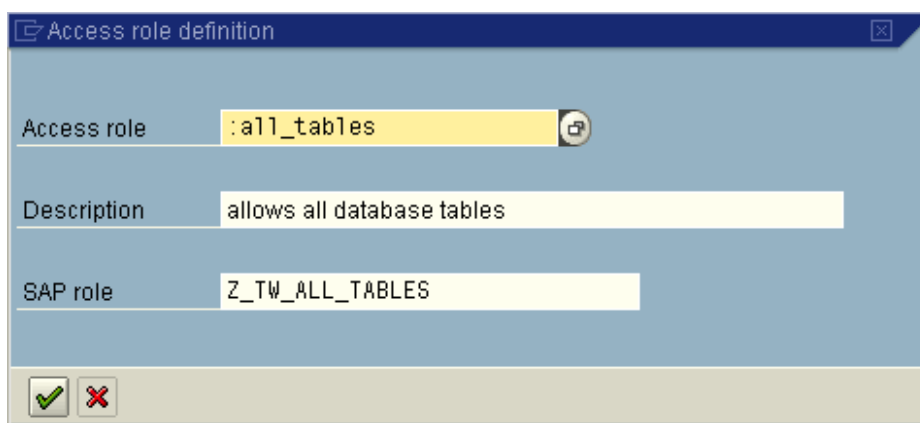 Access role definition
Access role :all_tables
Description allows all database tables
SAP role Z_TW_ALL_TABLES